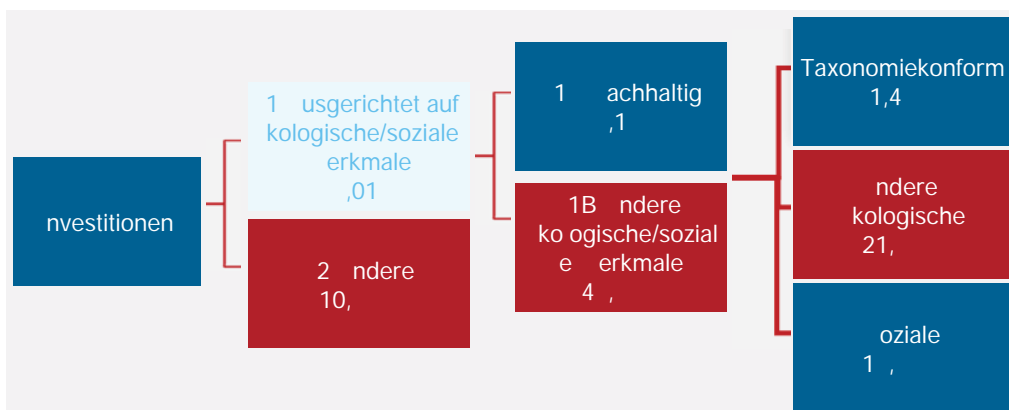 nvestitionen
1 usgerichtet auf
kologische/soziale
erkmale
,01
2 ndere
10,
1 achhaltig
,1
1B ndere
ko ogische/sozial
e erkmale
4 ,
Taxonomiekonform
1,4
ndere
kologische
21,
oziale
1 ,